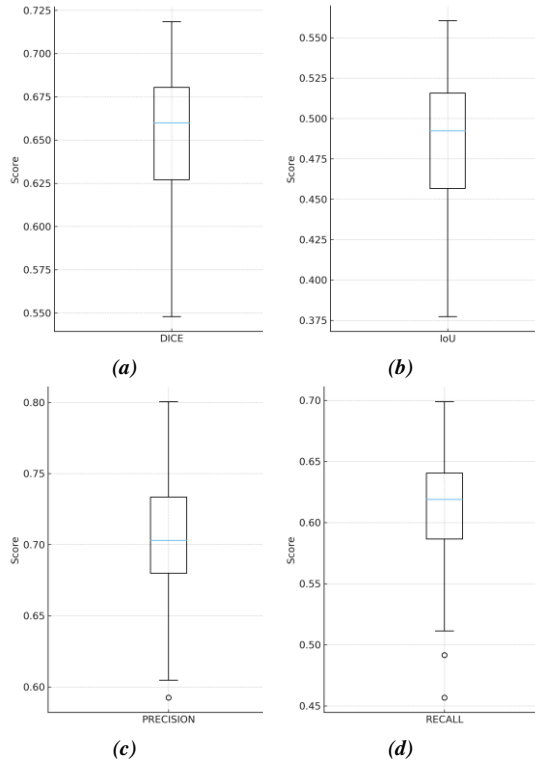 0.725
0.700
0.675
0.650
0.625
0.600
0.575
0.550
Score
DICE
(a)
0.550
0.525
0.500
0.475
0.450
0.425
0.400
0.375
Score
IoU
(b)
0.80
0.75
0.70
0.65
0.60
Score
PRECISION
(c)
0.70
0.65
0.60
0.55
0.50
0.45
Score
RECALL
(d)